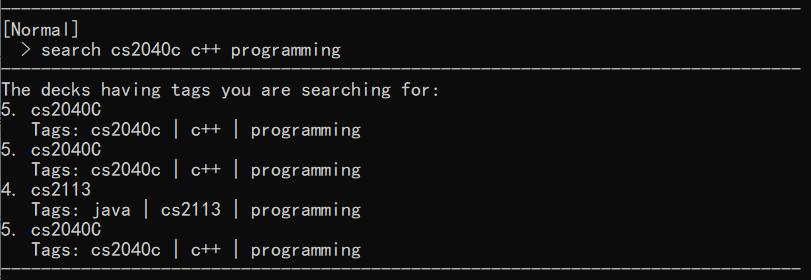 [Normal]
> search cs2040c c++ programming
The decks having tags you are searching for:
5. cs2040C
Tags: cs2040c | c++ | programming
5. cs2040C
Tags: cs2040c | c++ | programming
4. cs2113
Tags: java | cs2113 | programming
5. cs2040C
Tags: cs2040c | c++ | programming